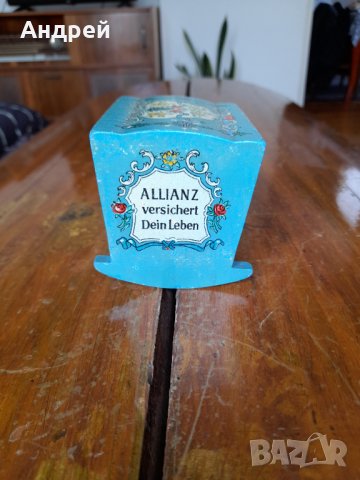 Андрей
ALLIANZ
versichert
Dein Leben
BAZAR